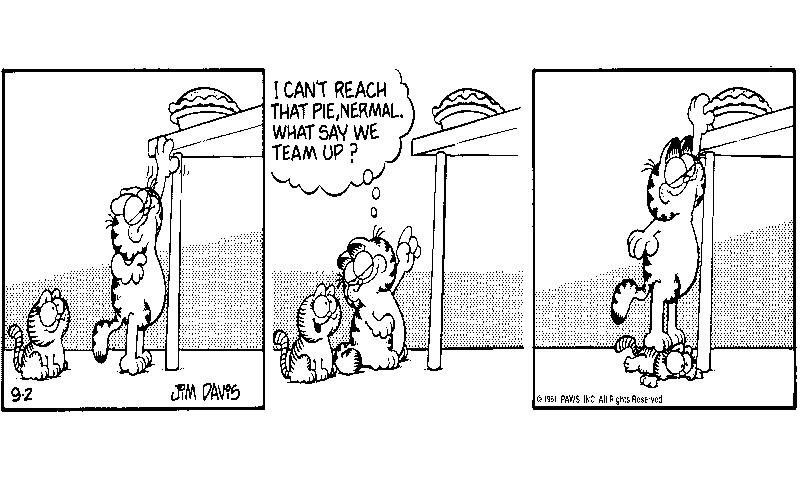 9-2
JIM DAVIS
I CAN'T REACH
THAT PIE, NERMAL.
WHAT SAY WE
TEAM UP?
© 1981 PAWS, INC. All Rights Reserved